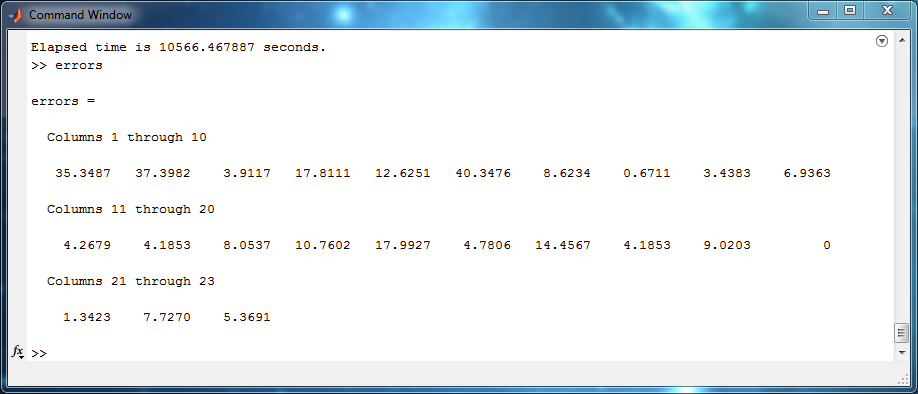 Command Window
Elapsed time is 10566.467887 seconds.
>> errors
errors =
Columns 1 through 10
35.3487 37.3982 3.9117 17.8111 12.6251 40.3476 8.6234 0.6711 3.4383 6.9363
Columns 11 through 20
4.2679 4.1853 8.0537 10.7602 17.9927 4.7806 14.4567 4.1853 9.0203 0
Columns 21 through 23
1.3423 7.7270 5.3691
fx >>